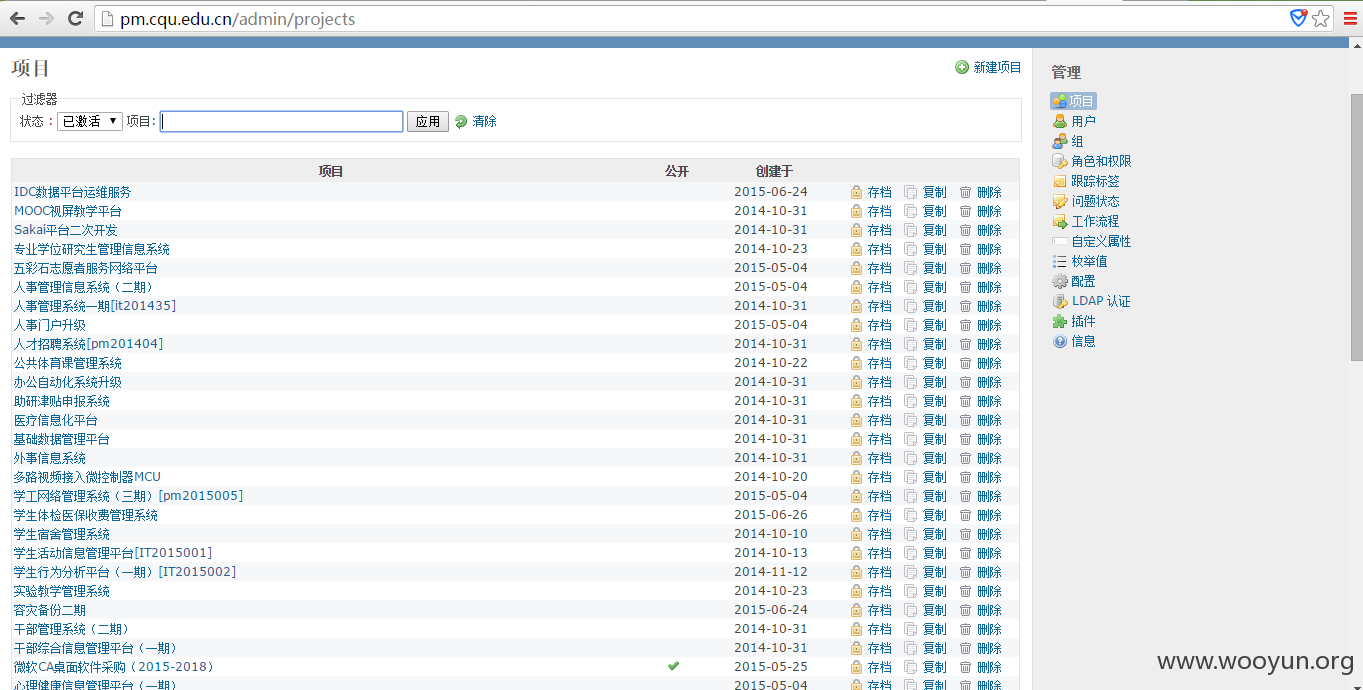 pm.cqu.edu.cn/admin/projects
项目
新建项目
过滤器
状态： 已激活 项目: 应用 清除
项目 公开 创建于
IDC数据平台运维服务 2015-06-24 存档 复制 删除
MOOC视屏教学平台 2014-10-31 存档 复制 删除
Sakai平台二次开发 2014-10-31 存档 复制 删除
专业学位研究生管理信息系统 2014-10-23 存档 复制 删除
五彩石志愿者服务网络平台 2015-05-04 存档 复制 删除
人事管理信息系统（二期） 2015-05-04 存档 复制 删除
人事管理系统一期[it201435] 2014-10-31 存档 复制 删除
人事门户升级 2015-05-04 存档 复制 删除
人才招聘系统[pm201404] 2014-10-31 存档 复制 删除
公共体育课管理系统 2014-10-22 存档 复制 删除
办公自动化系统升级 2014-10-31 存档 复制 删除
助研津贴申报系统 2014-10-31 存档 复制 删除
医疗信息化平台 2014-10-31 存档 复制 删除
基础数据管理平台 2014-10-31 存档 复制 删除
外事信息系统 2014-10-31 存档 复制 删除
多路视频接入微控制器MCU 2014-10-20 存档 复制 删除
学工网络管理系统（三期）[pm2015005] 2015-05-04 存档 复制 删除
学生体检医保收费管理系统 2015-06-26 存档 复制 删除
学生宿舍管理系统 2014-10-10 存档 复制 删除
学生活动信息管理平台[IT2015001] 2014-10-13 存档 复制 删除
学生行为分析平台（一期）[IT2015002] 2014-11-12 存档 复制 删除
实验教学管理系统 2014-10-23 存档 复制 删除
容灾备份二期 2015-06-24 存档 复制 删除
干部管理系统（二期） 2014-10-31 存档 复制 删除
干部综合信息管理平台（一期） 2014-10-31 存档 复制 删除
微软CA桌面软件采购（2015-2018） 2015-05-25 存档 复制 删除
心理健康信息管理平台（一期） 2015-05-04 存档 复制 删除
管理
项目
用户
组
角色和权限
跟踪标签
问题状态
工作流程
自定义属性
枚举值
配置
LDAP 认证
插件
信息
www.wooyun.org